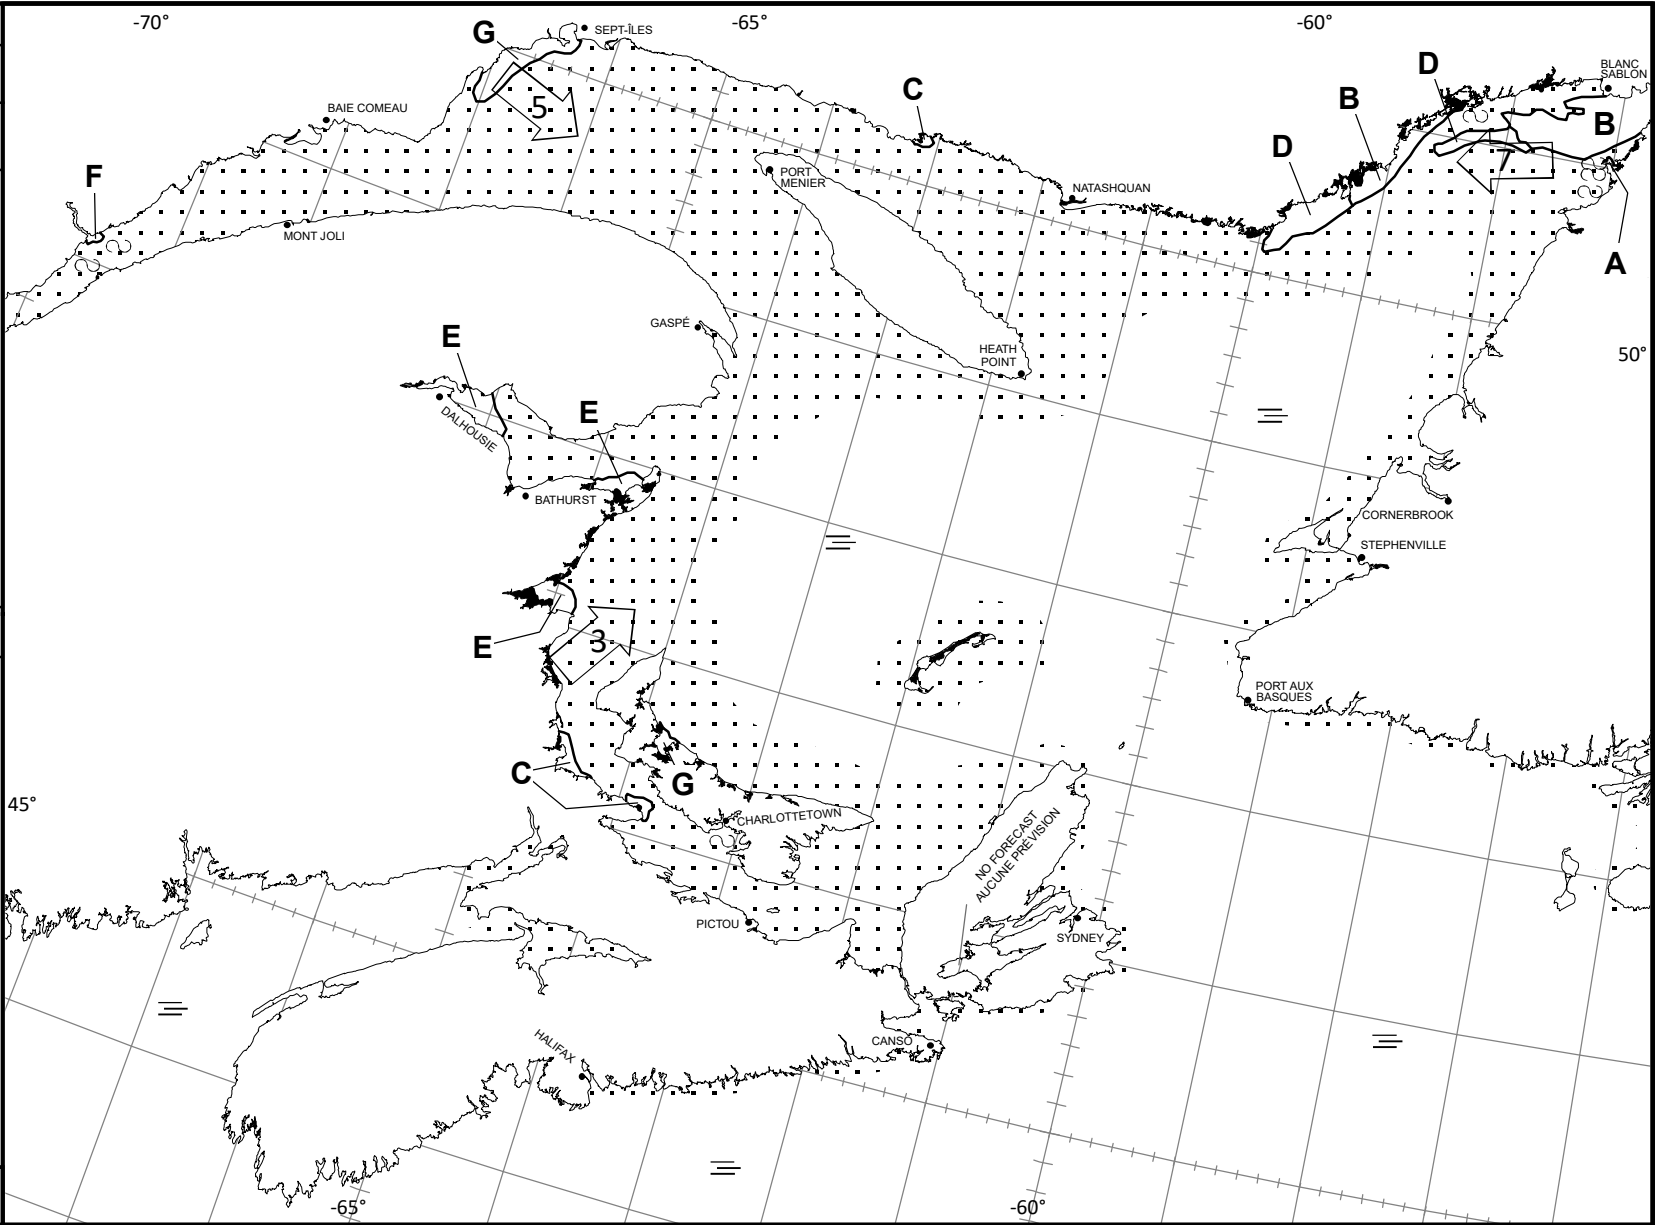 -70°
-65°
-60°
G
SEPT-ÎLES
D
BLANC
SABLON
C
B
5
BAIE COMEAU
B
D
7
F
PORT
MENIER
NATASHQUAN
MONT JOLI
A
GASPÉ
E
HEATH
POINT
50°
DALHOUSIE
E
BATHURST
CORNERBROOK
STEPHENVILLE
E
3
PORT AUX
BASQUES
C
G
45°
CHARLOTTETOWN
NO FORECAST
AUCUNE PRÉVISION
PICTOU
SYDNEY
HALIFAX
CANSO
-65°
-60°